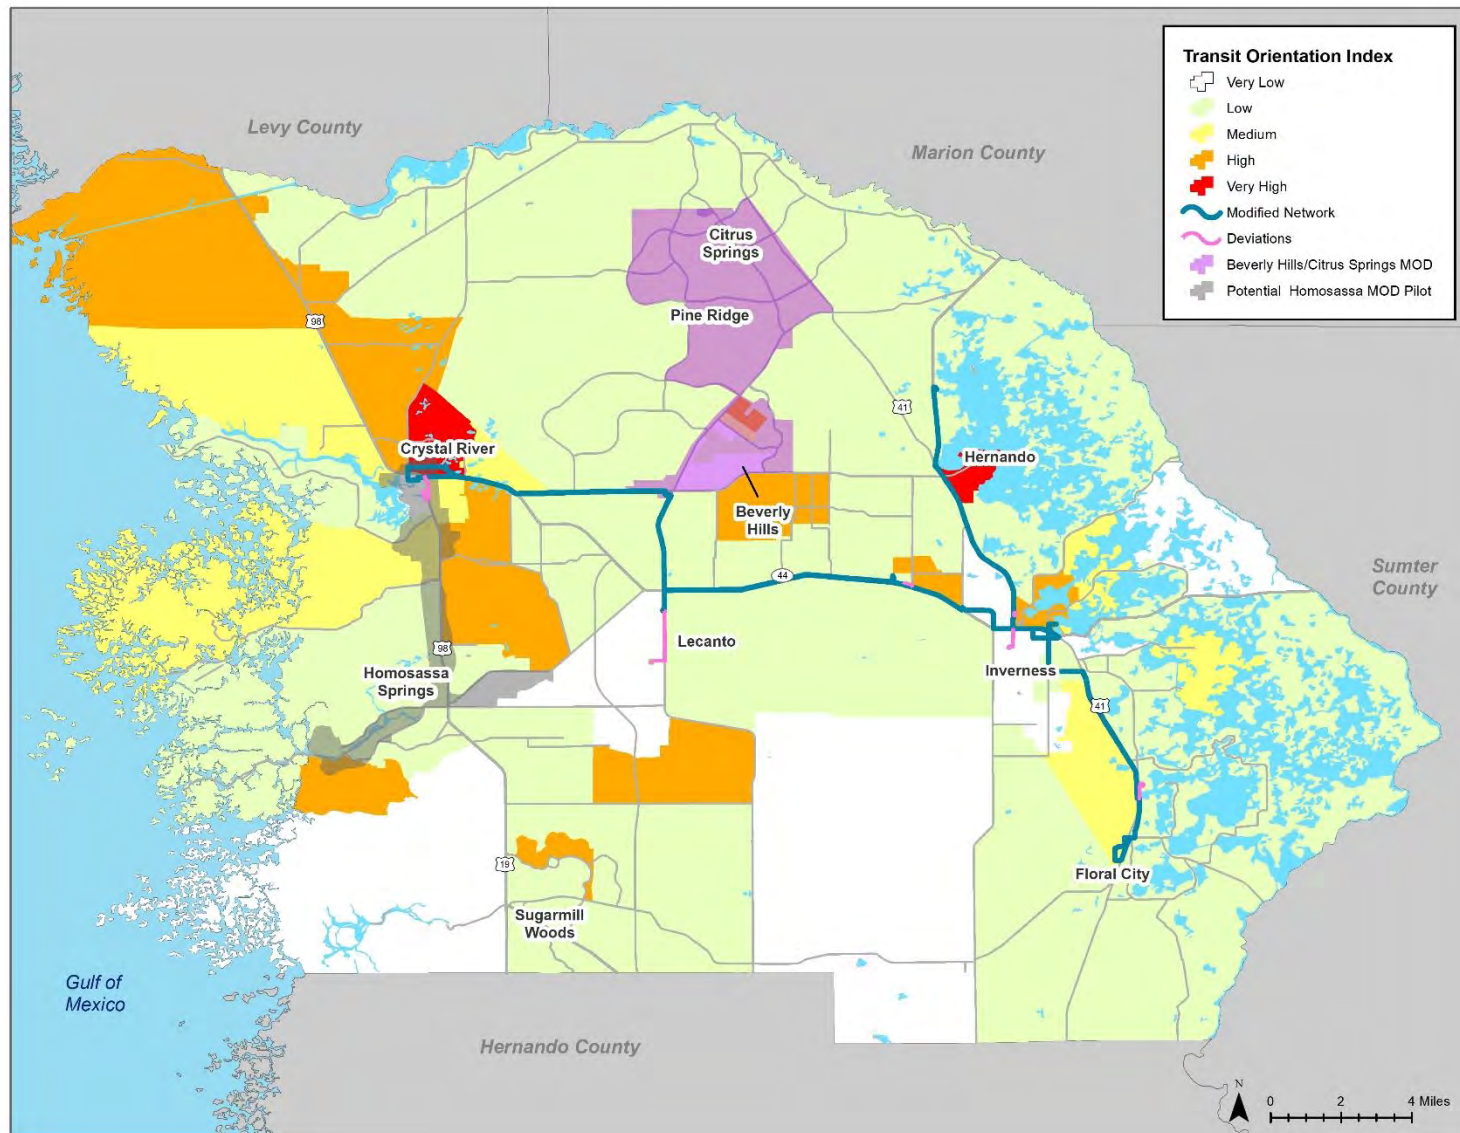 Transit Orientation Index
Very Low
Low
Medium
High
Very High
Modified Network
Deviations
Beverly Hills/Citrus Springs MOD
Potential Homosassa MOD Pilot
Levy County
Marion County
Citrus
Springs
Pine Ridge
98
41
Crystal River
Hernando
Beverly
Hills
Sumter
County
44
Lecanto
98
Homosassa
Springs
Inverness
41
19
Floral City
Sugarmill
Woods
Gulf of
Mexico
Hernando County
N
0 2 4 Miles